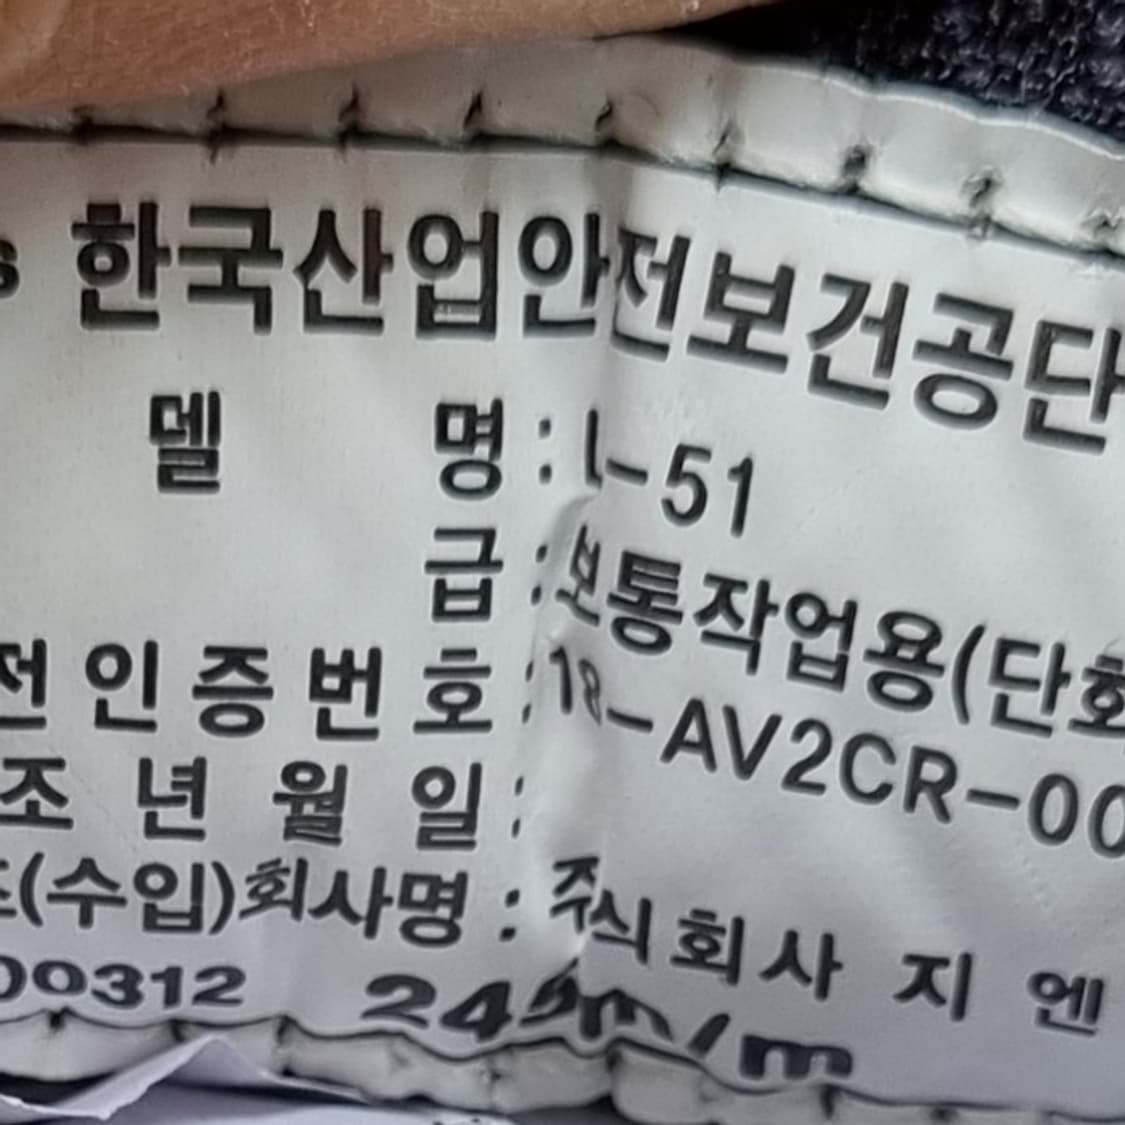 s 한국산업안전보건공단
델 명 : L-51
급 : 보통작업용(단화
전 인 증 번 호 : 18-AV2CR-00
조 년 월 일 :
조(수입)회사명 : 주식회사 지 엔
00312 245m/m